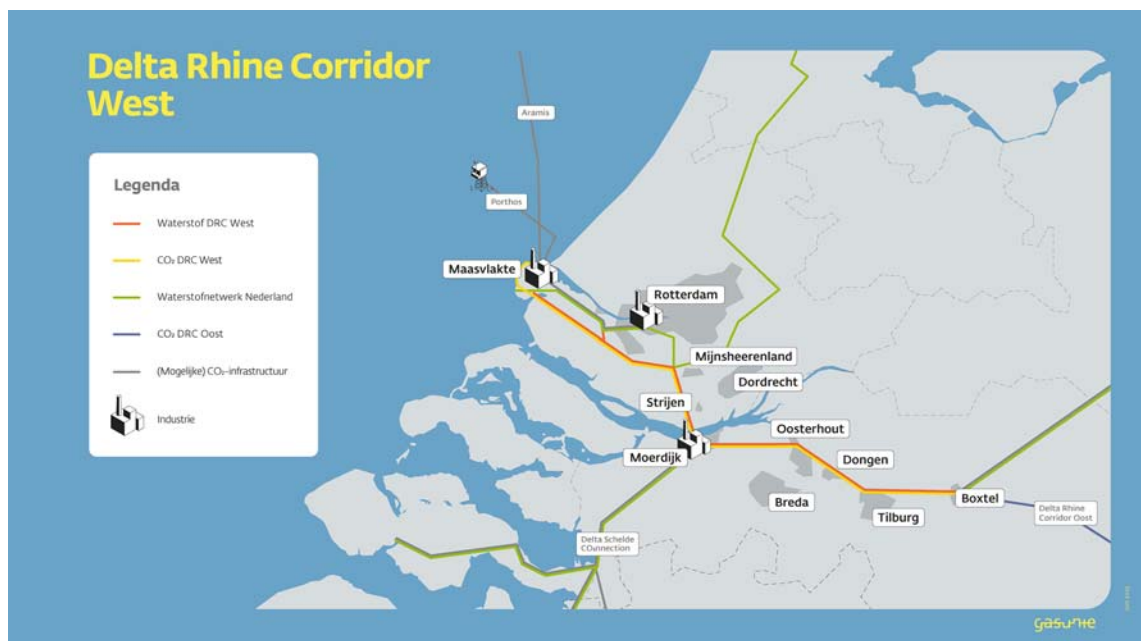 Delta Rhine Corridor
West
Legenda
Waterstof DRC West
CO₂ DRC West
Waterstofnetwerk Nederland
CO₂ DRC Oost
(Mogelijke) CO₂-infrastructuur
Industrie
Aramis
Porthos
Maasvlakte
Rotterdam
Mijnsheerenland
Dordrecht
Strijen
Oosterhout
Moerdijk
Dongen
Breda
Tilburg
Boxtel
Delta Rhine
Corridor Oost
Delta Schelde
CO₂nnection
gasunie